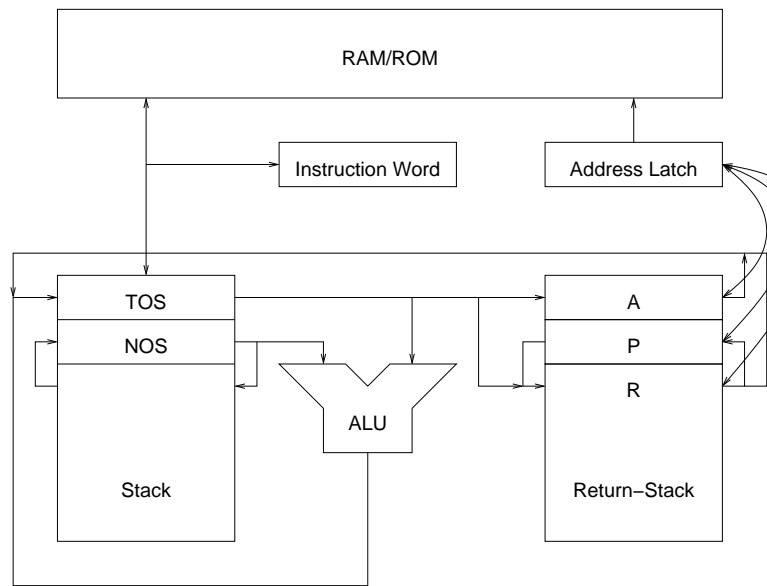 RAM/ROM
Instruction Word
Address Latch
TOS
A
NOS
P
R
ALU
Stack
Return−Stack